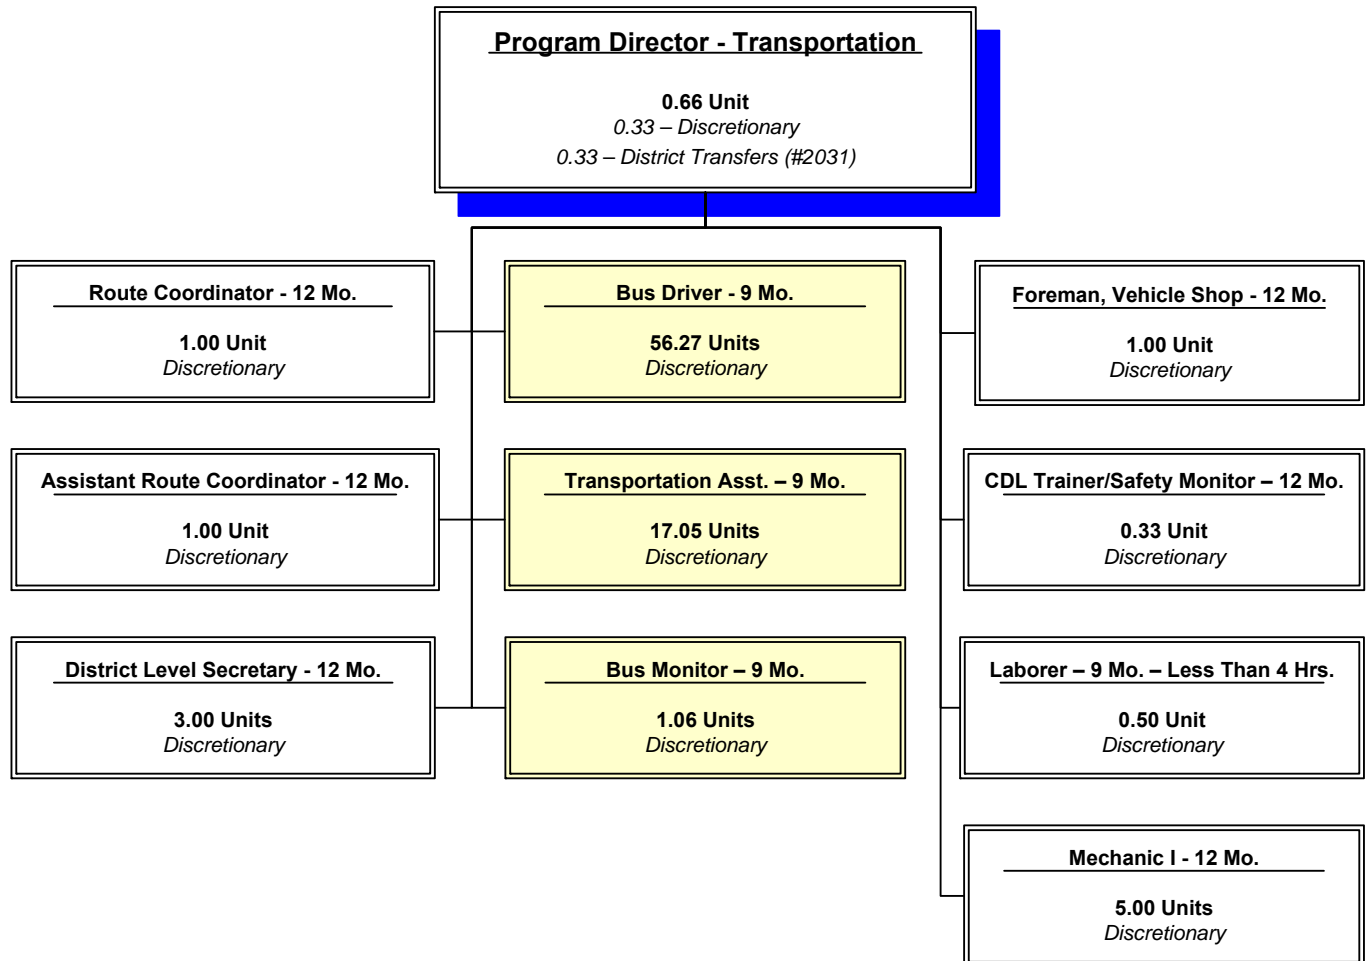 Program Director - Transportation
0.66 Unit
0.33 – Discretionary
0.33 – District Transfers (#2031)
Route Coordinator - 12 Mo.
1.00 Unit
Discretionary
Bus Driver - 9 Mo.
56.27 Units
Discretionary
Foreman, Vehicle Shop - 12 Mo.
1.00 Unit
Discretionary
Assistant Route Coordinator - 12 Mo.
1.00 Unit
Discretionary
Transportation Asst. – 9 Mo.
17.05 Units
Discretionary
CDL Trainer/Safety Monitor – 12 Mo.
0.33 Unit
Discretionary
District Level Secretary - 12 Mo.
3.00 Units
Discretionary
Bus Monitor – 9 Mo.
1.06 Units
Discretionary
Laborer – 9 Mo. – Less Than 4 Hrs.
0.50 Unit
Discretionary
Mechanic I - 12 Mo.
5.00 Units
Discretionary